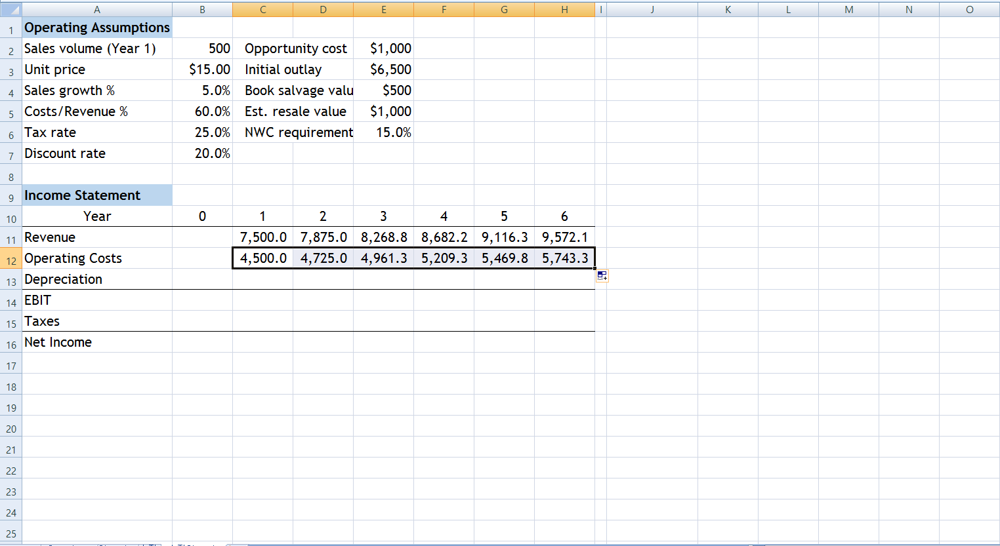 A B C D E F G H I J K L M N O
1 Operating Assumptions
2 Sales volume (Year 1) 500 Opportunity cost $1,000
3 Unit price $15.00 Initial outlay $6,500
4 Sales growth % 5.0% Book salvage valu $500
5 Costs/Revenue % 60.0% Est. resale value $1,000
6 Tax rate 25.0% NWC requirement 15.0%
7 Discount rate 20.0%
8
9 Income Statement
10 Year 0 1 2 3 4 5 6
11 Revenue 7,500.0 7,875.0 8,268.8 8,682.2 9,116.3 9,572.1
12 Operating Costs 4,500.0 4,725.0 4,961.3 5,209.3 5,469.8 5,743.3
13 Depreciation
14 EBIT
15 Taxes
16 Net Income
17
18
19
20
21
22
23
24
25